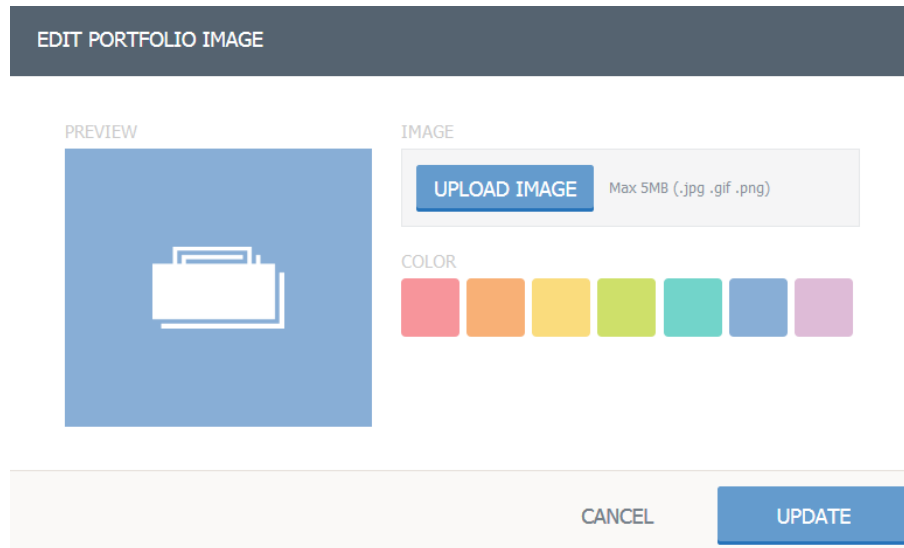 EDIT PORTFOLIO IMAGE
PREVIEW
IMAGE
UPLOAD IMAGE Max 5MB (.jpg .gif .png)
COLOR
CANCEL UPDATE